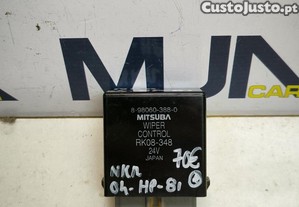 CustoJusto.pt
MUN
8-98060-388-0
MITSUBA
WIPER
CONTROL
RK08-348
24V
JAPAN
70€
NKR
04-HP-81